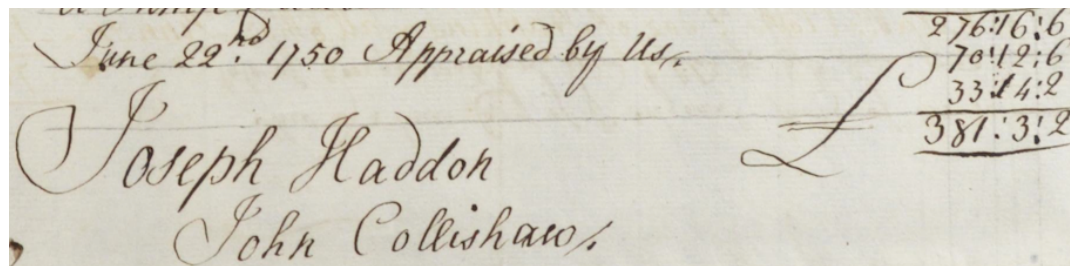 276:16:6
June 22nd. 1750 Appraised by Us,.
70:12:6
33:14:2
£ 381:3:2
Joseph Haddon
John Collishaw.